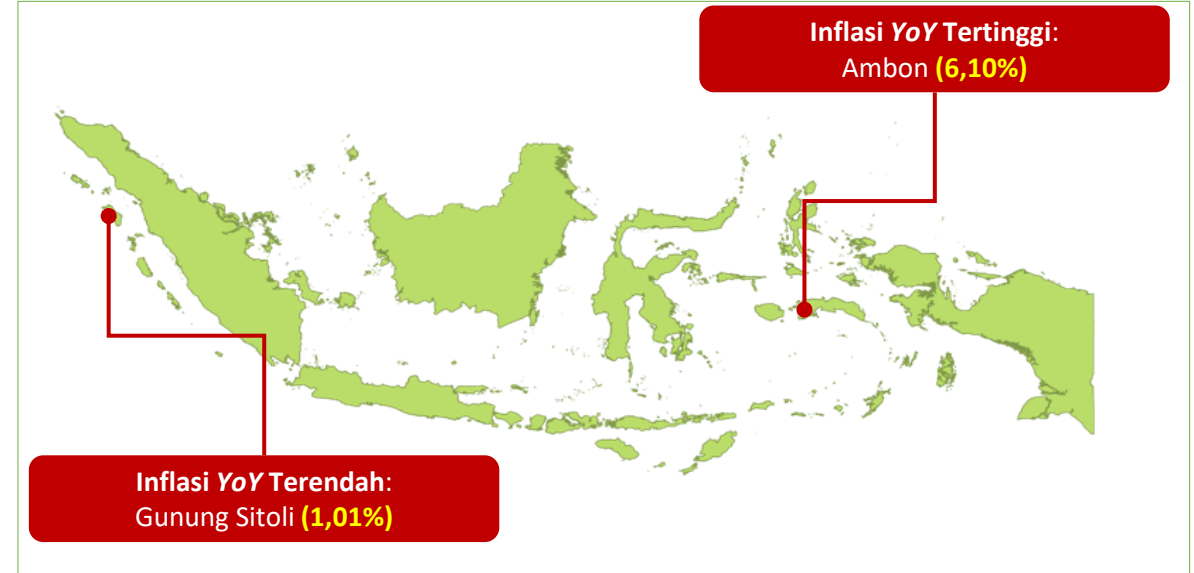 Inflasi YoY Tertinggi:
Ambon (6,10%)
Inflasi YoY Terendah:
Gunung Sitoli (1,01%)